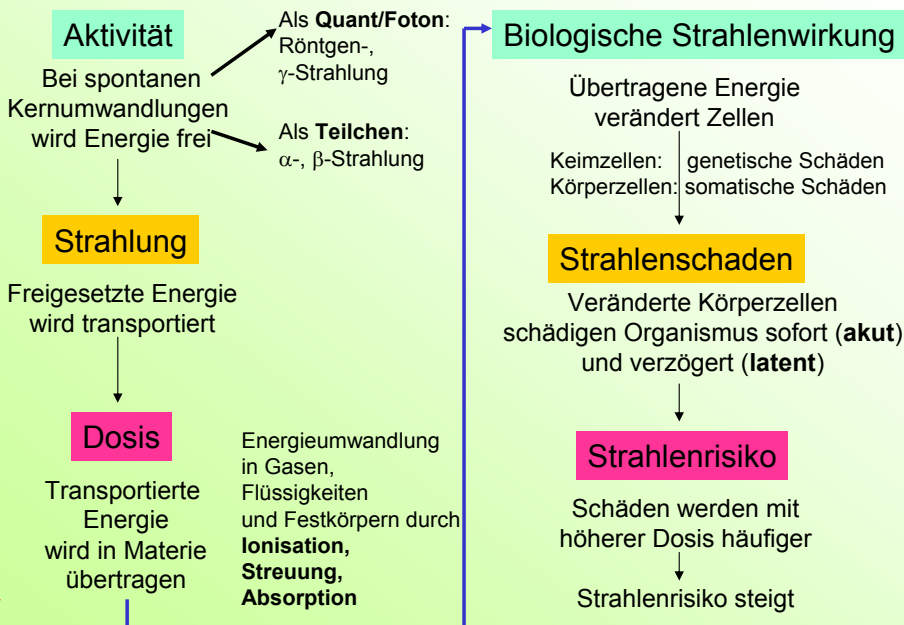 Aktivität
Bei spontanen
Kernumwandlungen
wird Energie frei
Als Quant/Foton:
Röntgen-,
γ-Strahlung
Als Teilchen:
α-, β-Strahlung
Strahlung
Freigesetzte Energie
wird transportiert
Dosis
Transportierte
Energie
wird in Materie
übertragen
Energieumwandlung
in Gasen,
Flüssigkeiten
und Festkörpern durch
Ionisation,
Streuung,
Absorption
Biologische Strahlenwirkung
Übertragene Energie
verändert Zellen
Keimzellen: genetische Schäden
Körperzellen: somatische Schäden
Strahlenschaden
Veränderte Körperzellen
schädigen Organismus sofort (akut)
und verzögert (latent)
Strahlenrisiko
Schäden werden mit
höherer Dosis häufiger
Strahlenrisiko steigt